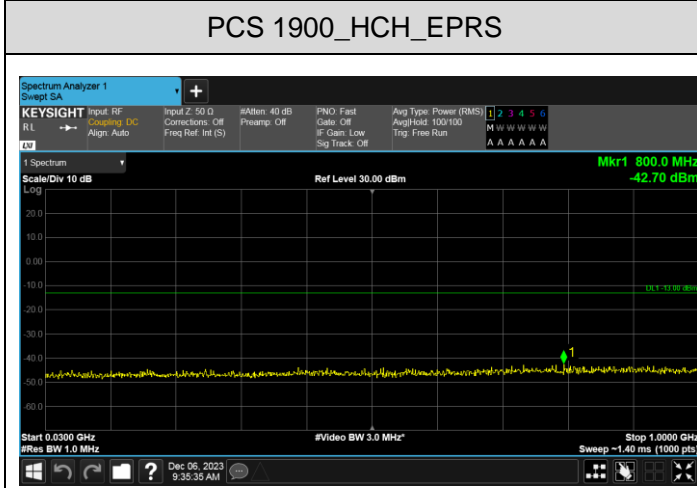 PCS 1900_HCH_EPRS
Spectrum Analyzer 1
Swept SA
+
KEYSIGHT
RL
LXI
Input: RF
Coupling: DC
Align: Auto
Input Z: 50 Ω
Corrections: Off
Freq Ref: Int (S)
#Atten: 40 dB
Preamp: Off
PNO: Fast
Gate: Off
IF Gain: Low
Sig Track: Off
Avg Type: Power (RMS)
Avg|Hold: 100/100
Trig: Free Run
1 2 3 4 5 6
M W W W W W
A A A A A A
1 Spectrum
Scale/Div 10 dB
Ref Level 30.00 dBm
Mkr1 800.0 MHz
-42.70 dBm
Log
20.0
10.0
0.00
-10.0
-20.0
-30.0
-40.0
-50.0
-60.0
DL1 -13.00 dBm
1
Start 0.0300 GHz
#Res BW 1.0 MHz
#Video BW 3.0 MHz*
Stop 1.0000 GHz
Sweep ~1.40 ms (1000 pts)
?
Dec 06, 2023
9:35:35 AM